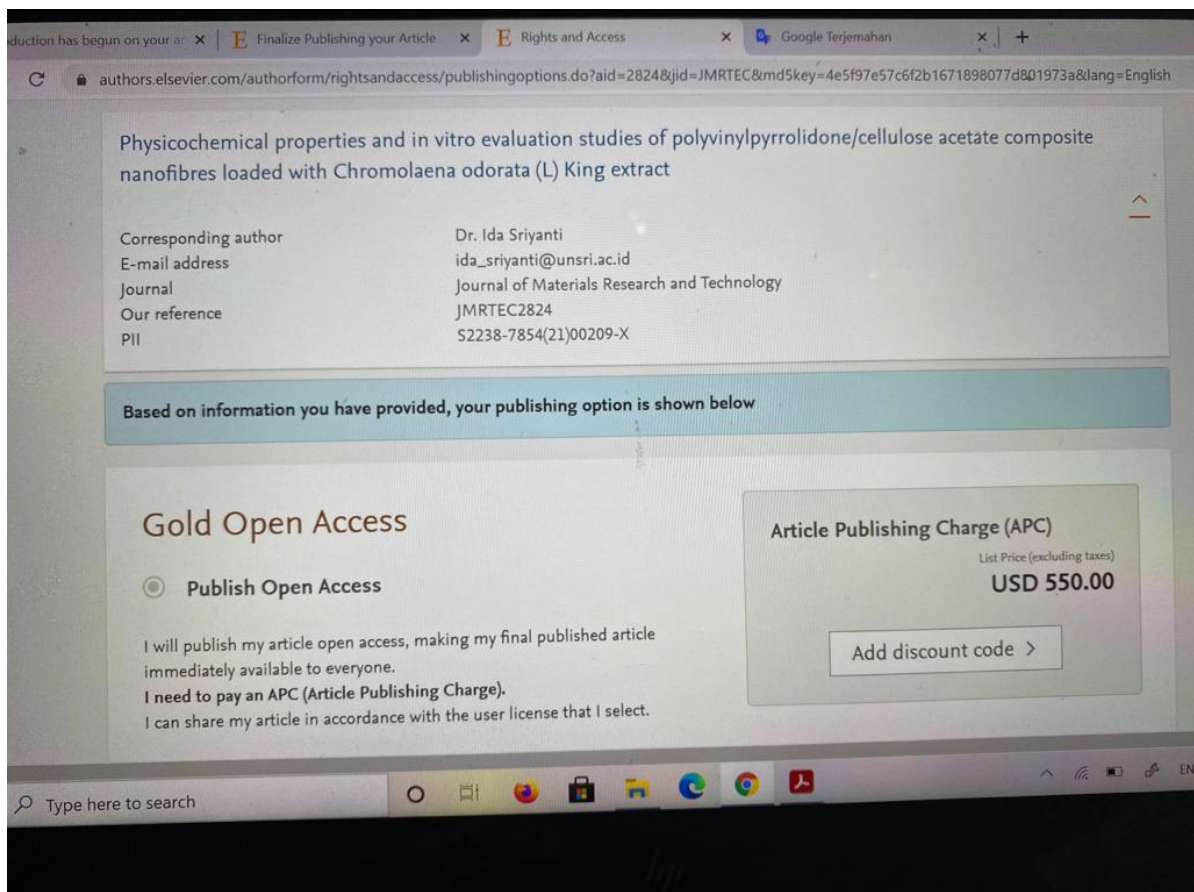 duction has begun on your ar
Finalize Publishing your Article
Rights and Access
Google Terjemahan
authors.elsevier.com/authorform/rightsandaccess/publishingoptions.do?aid=2824&jid=JMRTEC&md5key=4e5f97e57c6f2b1671898077d801973a&lang=English
Physicochemical properties and in vitro evaluation studies of polyvinylpyrrolidone/cellulose acetate composite
nanofibres loaded with Chromolaena odorata (L) King extract
Corresponding author Dr. Ida Sriyanti
E-mail address ida_sriyanti@unsri.ac.id
Journal Journal of Materials Research and Technology
Our reference JMRTEC2824
PII S2238-7854(21)00209-X
Based on information you have provided, your publishing option is shown below
Gold Open Access
Publish Open Access
I will publish my article open access, making my final published article
immediately available to everyone.
I need to pay an APC (Article Publishing Charge).
I can share my article in accordance with the user license that I select.
Article Publishing Charge (APC)
List Price (excluding taxes)
USD 550.00
Add discount code >
Type here to search
EN
hp